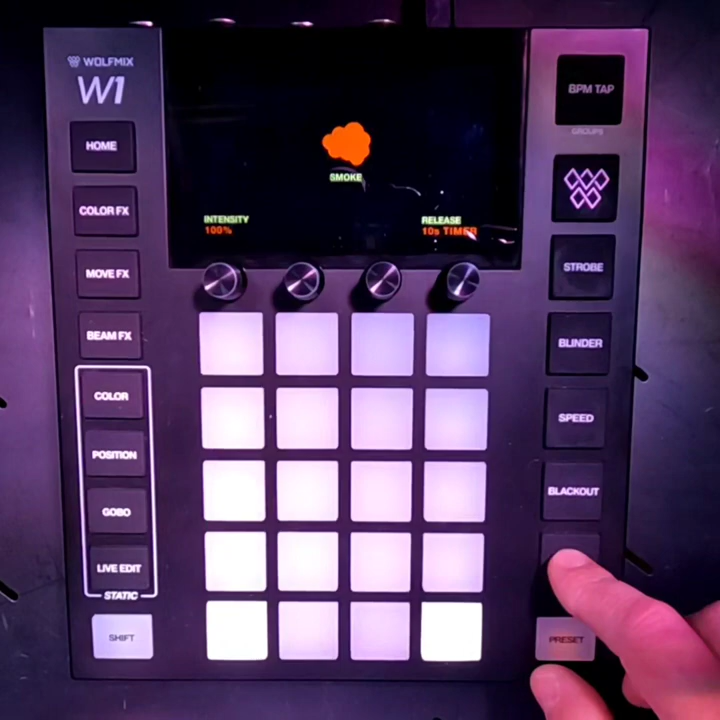 WOLFMIX
W1
HOME
COLOR FX
MOVE FX
BEAM FX
COLOR
POSITION
GOBO
LIVE EDIT
STATIC
SHIFT
SMOKE
INTENSITY
100%
RELEASE
10s TIMER
BPM TAP
GROUPS
STROBE
BLINDER
SPEED
BLACKOUT
PRESET